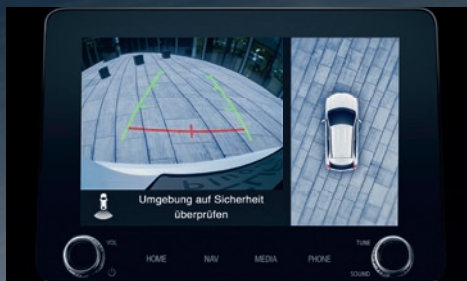 Umgebung auf Sicherheit
überprüfen
VOL
HOME
NAV
MEDIA
PHONE
TUNE
SOUND